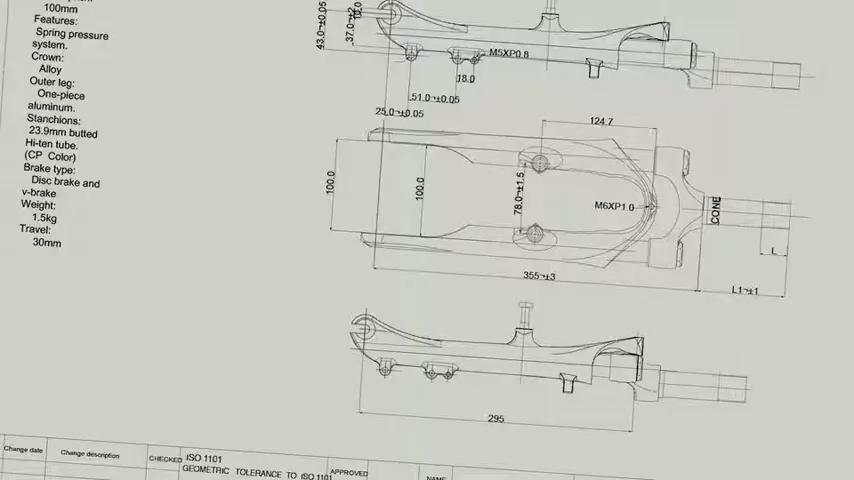 100mm
Features:
Spring pressure
system.
Crown:
Alloy
Outer leg:
One-piece
aluminum.
Stanchions:
23.9mm butted
Hi-ten tube.
(CP Color)
Brake type:
Disc brake and
v-brake
Weight:
1.5kg
Travel:
30mm
43.0¬±0.05
M5XP0.8
18.0
51.0¬±0.05
25.0¬±0.05
124.7
100.0
100.0
78.0¬±1.5
M6XP1.0
CONE
L
355¬±3
L1¬±1
295
Change date
Change description
CHECKED
ISO 1101
GEOMETRIC TOLERANCE TO ISO 1101
APPROVED
NAME